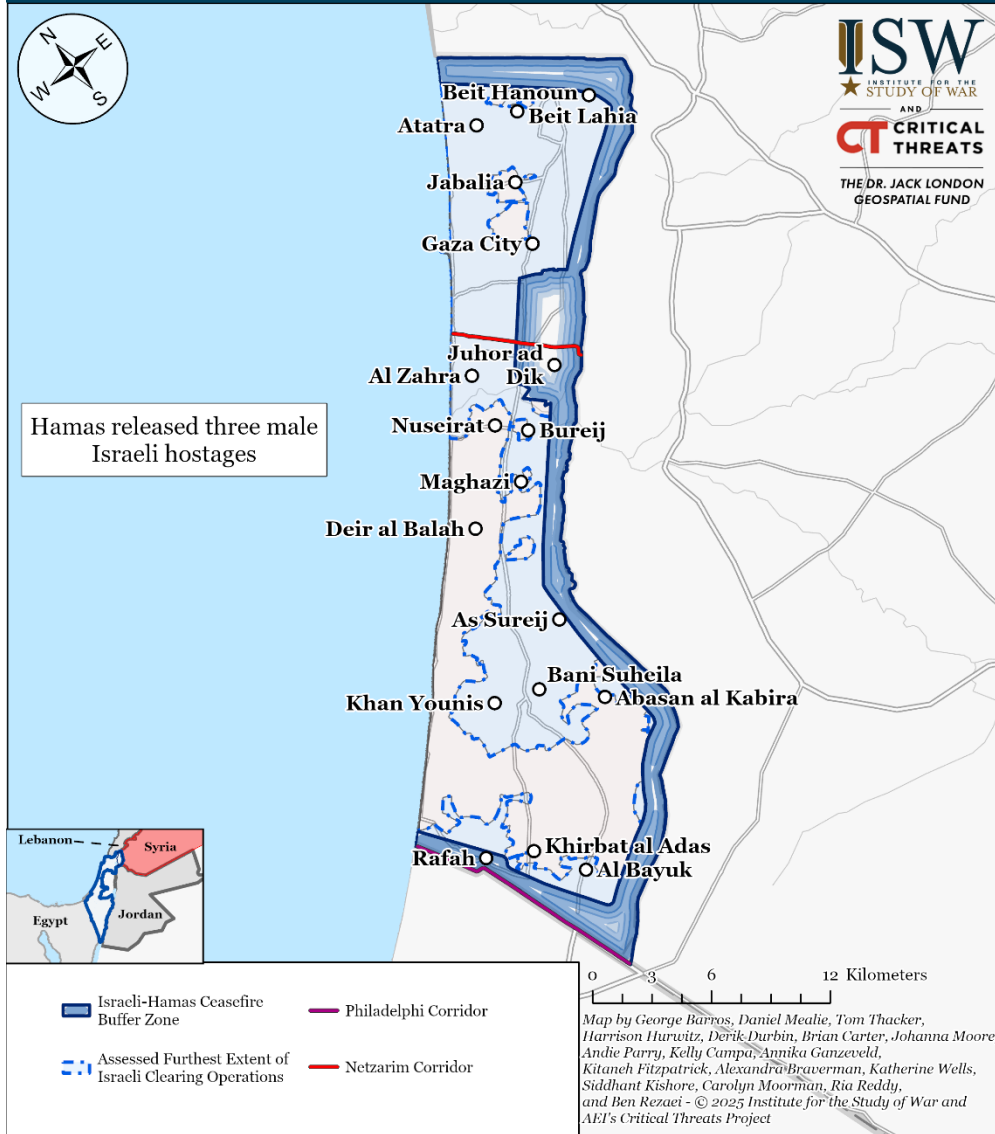 N
E
W
S
ISW
INSTITUTE FOR THE
STUDY OF WAR
AND
CT CRITICAL
THREATS
THE DR. JACK LONDON
GEOSPATIAL FUND
Beit Hanoun
Beit Lahia
Atatra
Jabalia
Gaza City
Juhor ad
Dik
Al Zahra
Hamas released three male
Israeli hostages
Nuseirat
Bureij
Maghazi
Deir al Balah
As Sureij
Bani Suheila
Abasan al Kabira
Khan Younis
Khirbat al Adas
Rafah
Al Bayuk
Lebanon
Syria
Egypt
Jordan
0 3 6 12 Kilometers
Israeli-Hamas Ceasefire
Buffer Zone
Philadelphi Corridor
Assessed Furthest Extent of
Israeli Clearing Operations
Netzarim Corridor
Map by George Barros, Daniel Mealie, Tom Thacker,
Harrison Hurwitz, Derik Durbin, Brian Carter, Johanna Moore
Andie Parry, Kelly Campa, Annika Ganzeveld,
Kitaneh Fitzpatrick, Alexandra Braverman, Katherine Wells,
Siddhant Kishore, Carolyn Moorman, Ria Reddy,
and Ben Rezaei - © 2025 Institute for the Study of War and
AEI's Critical Threats Project